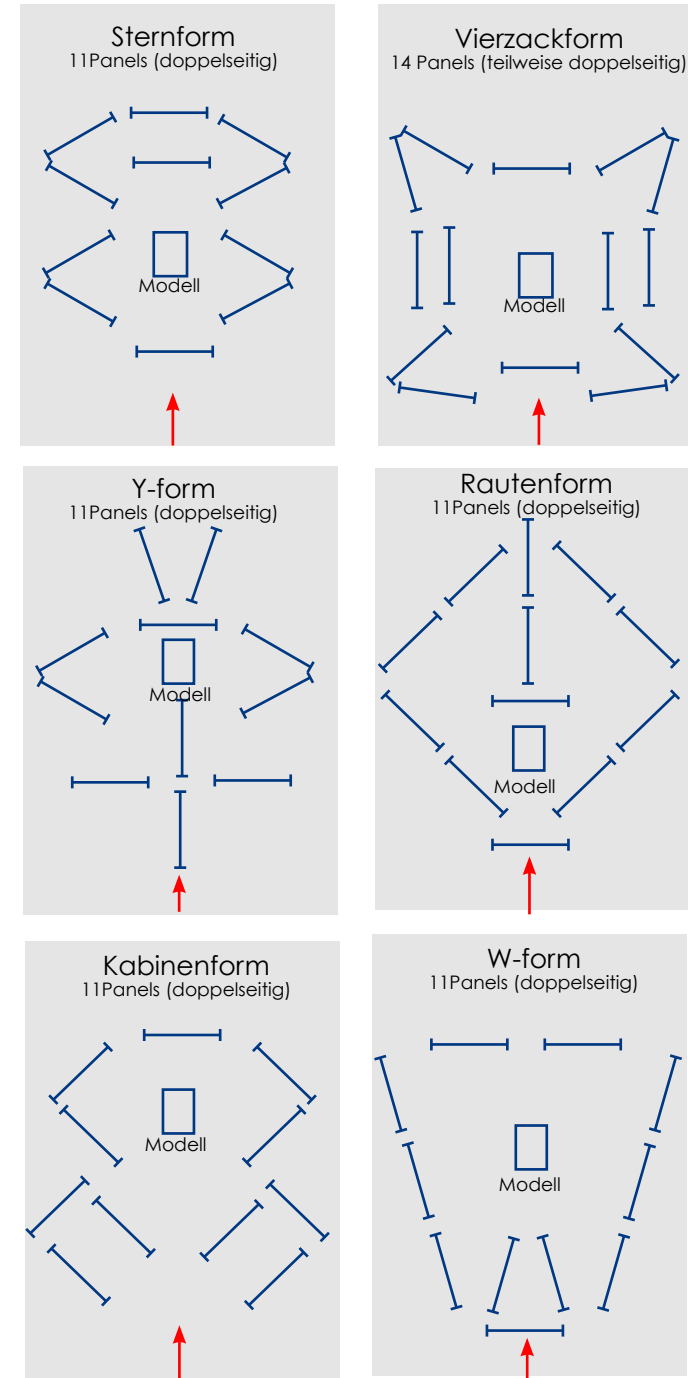 Sternform
11Panels (doppelseitig)
Modell
Vierzackform
14 Panels (teilweise doppelseitig)
Modell
Y-form
11Panels (doppelseitig)
Modell
Rautenform
11Panels (doppelseitig)
Modell
Kabinenform
11Panels (doppelseitig)
Modell
W-form
11Panels (doppelseitig)
Modell